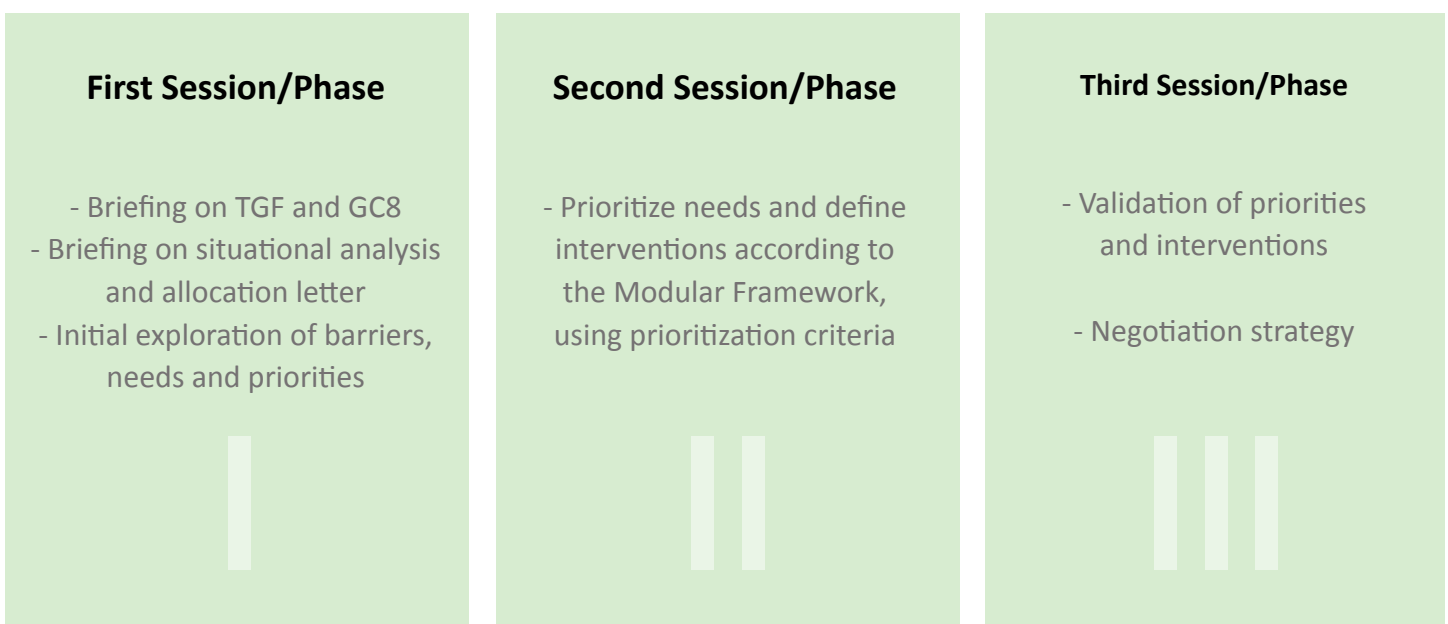 First Session/Phase
- Briefing on TGF and GC8
- Briefing on situational analysis
and allocation letter
- Initial exploration of barriers,
needs and priorities
I
Second Session/Phase
- Prioritize needs and define
interventions according to
the Modular Framework,
using prioritization criteria
II
Third Session/Phase
- Validation of priorities
and interventions
- Negotiation strategy
III